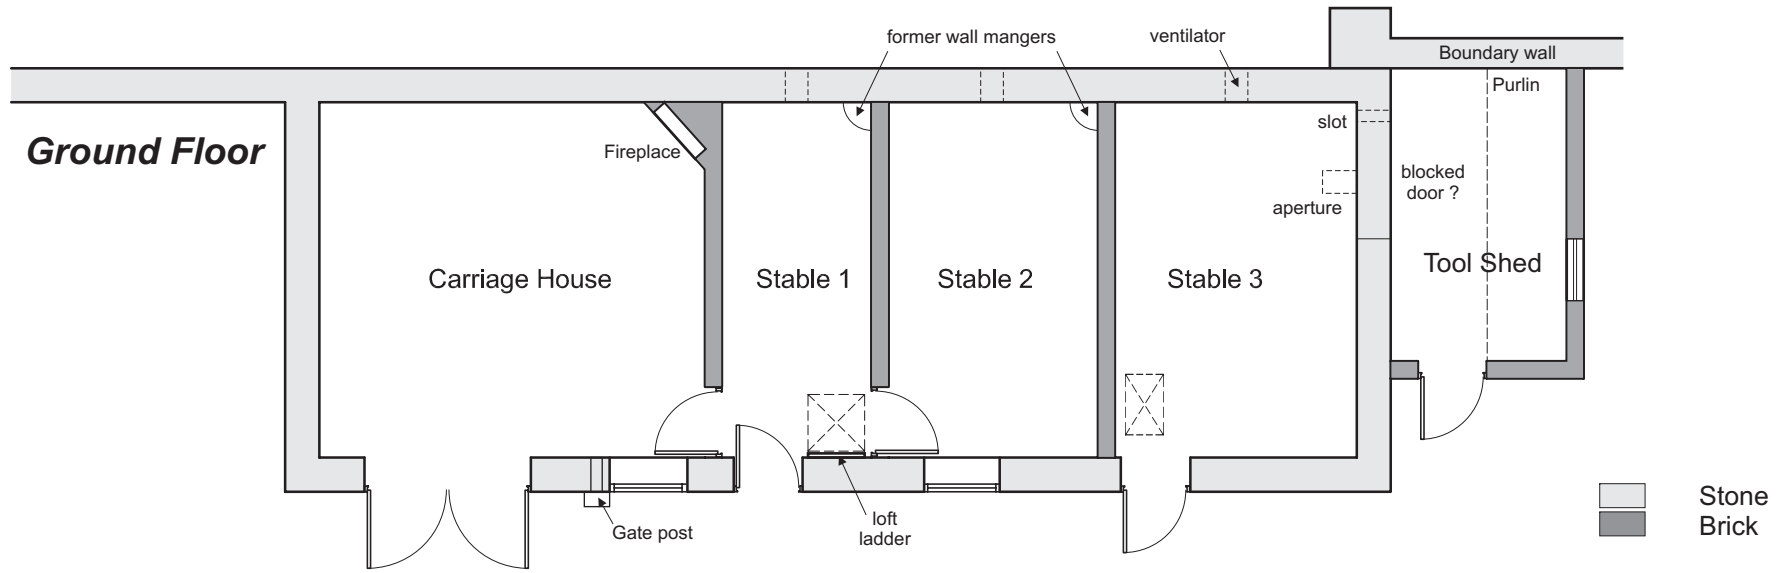 former wall mangers
ventilator
Boundary wall
Purlin
slot
Ground Floor
Fireplace
blocked
door ?
aperture
Carriage House
Stable 1
Stable 2
Stable 3
Tool Shed
Gate post
loft
ladder
Stone
Brick